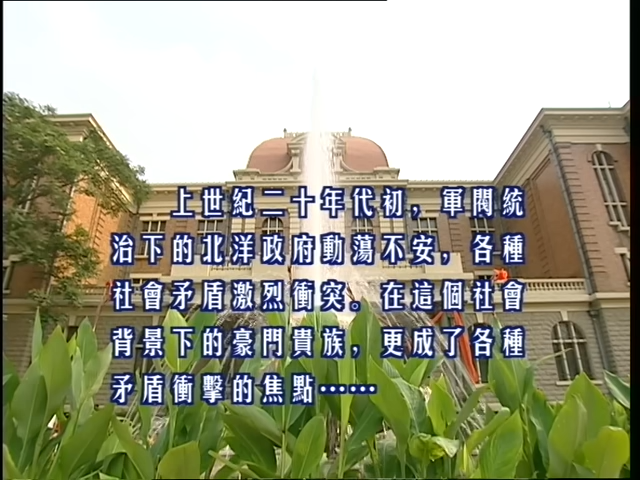 上世紀二十年代初，軍閥統
治下的北洋政府動蕩不安，各種
社會矛盾激烈衝突。在這個社會
背景下的豪門貴族，更成了各種
矛盾衝擊的焦點……